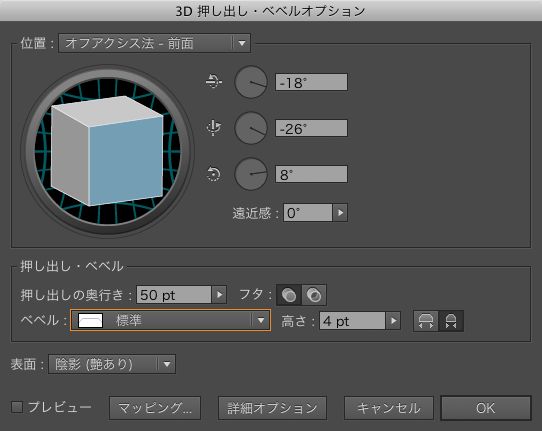 3D 押し出し・ベベルオプション
位置 : オフアクシス法 - 前面
-18°
-26°
8°
遠近感 : 0°
押し出し・ベベル
押し出しの奥行き : 50 pt フタ :
ベベル : 標準 高さ : 4 pt
表面 : 陰影 (艶あり)
プレビュー マッピング... 詳細オプション キャンセル OK